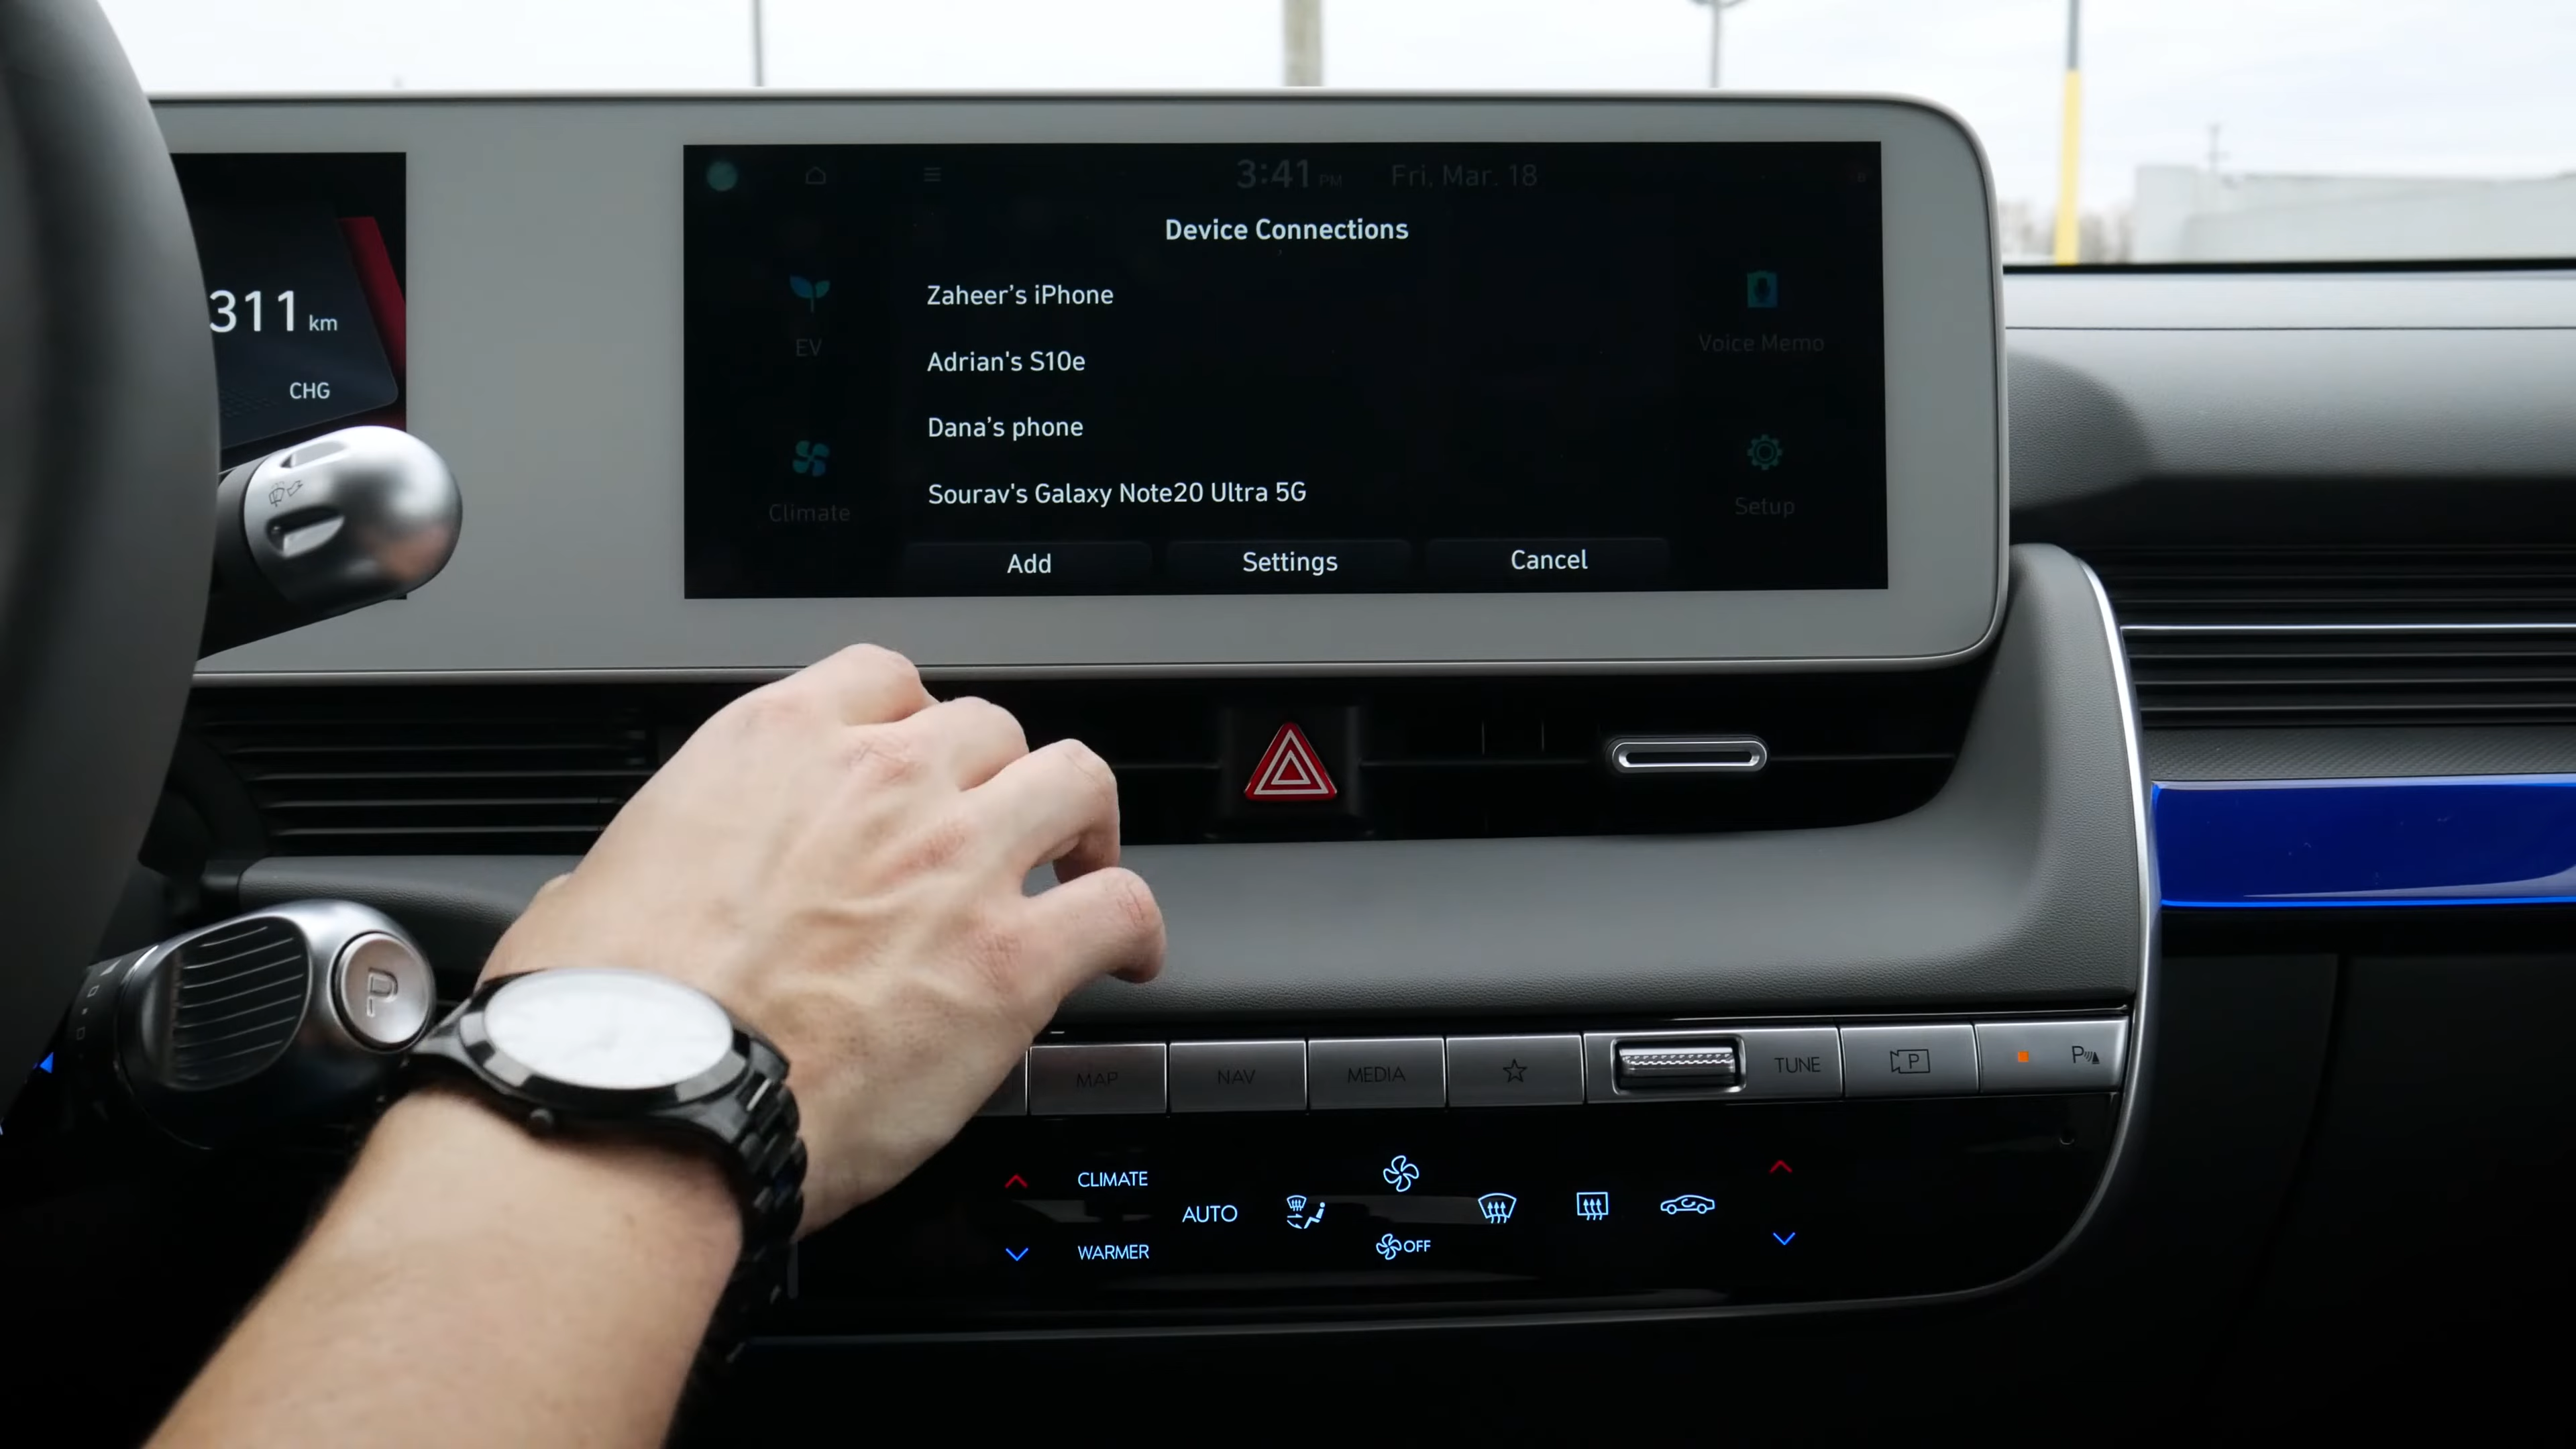 3:41 PM Fri, Mar. 18
Device Connections
311 km
CHG
EV
Climate
Zaheer's iPhone
Adrian's S10e
Dana's phone
Sourav's Galaxy Note20 Ultra 5G
Voice Memo
Setup
Add Settings Cancel
P
MAP NAV MEDIA TUNE P P
CLIMATE
AUTO
WARMER
OFF